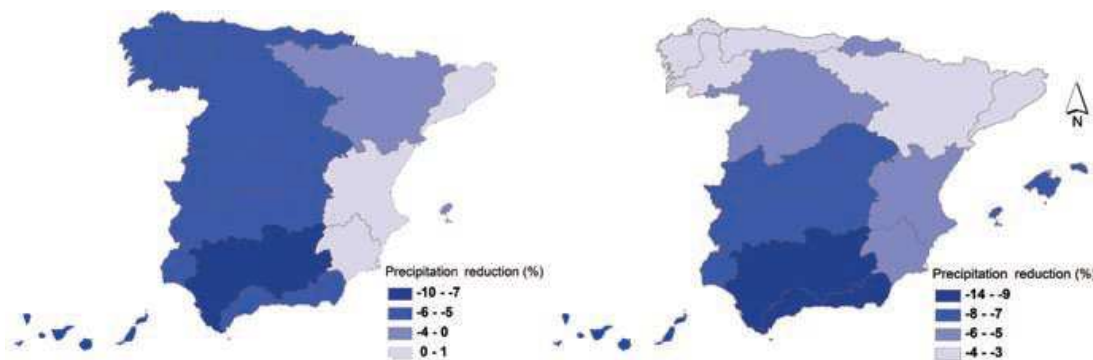 N
Precipitation reduction (%)
-10 - -7
-6 - -5
-4 - 0
0 - 1
Precipitation reduction (%)
-14 - -9
-8 - -7
-6 - -5
-4 - -3